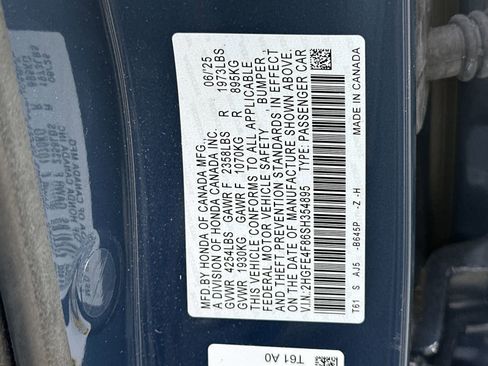 MFD. BY HONDA OF CANADA MFG.
A DIVISION OF HONDA CANADA INC. 08/25
GVWR 4254LBS GAWR F 2358LBS R 1973LBS
GVWR 1930KG GAWR F 1070KG R 895KG
THIS VEHICLE CONFORMS TO ALL APPLICABLE
FEDERAL MOTOR VEHICLE SAFETY, BUMPER,
AND THEFT PREVENTION STANDARDS IN EFFECT
ON THE DATE OF MANUFACTURE SHOWN ABOVE.
V.I.N.:2HGFE4F86SH354895 TYPE: PASSENGER CAR
T61 S AJ5 -B645P -Z -H MADE IN CANADA
T61 A0